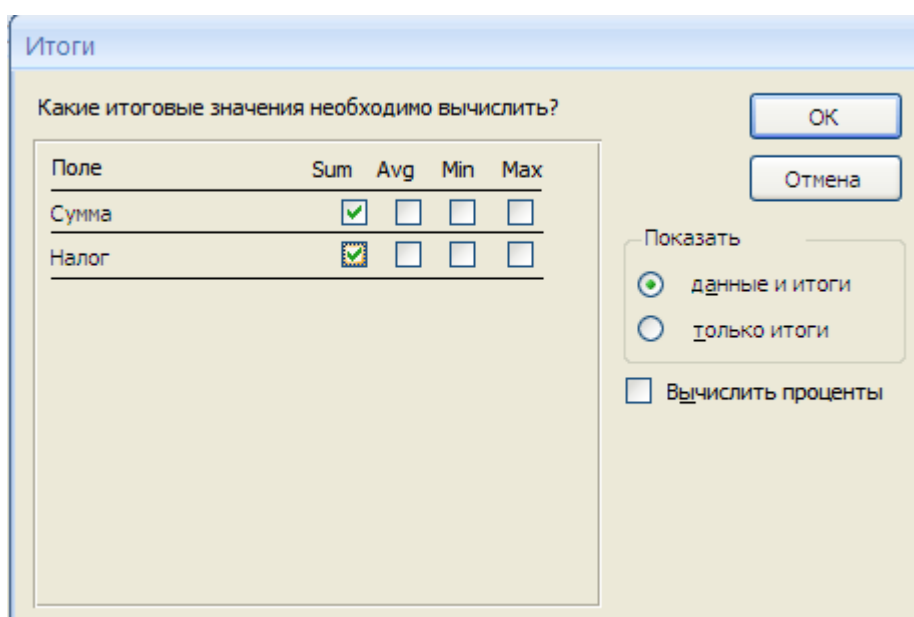 Итоги
Какие итоговые значения необходимо вычислить?
ОК
Отмена
Поле Sum Avg Min Max
Сумма
Налог
Показать
данные и итоги
только итоги
Вычислить проценты